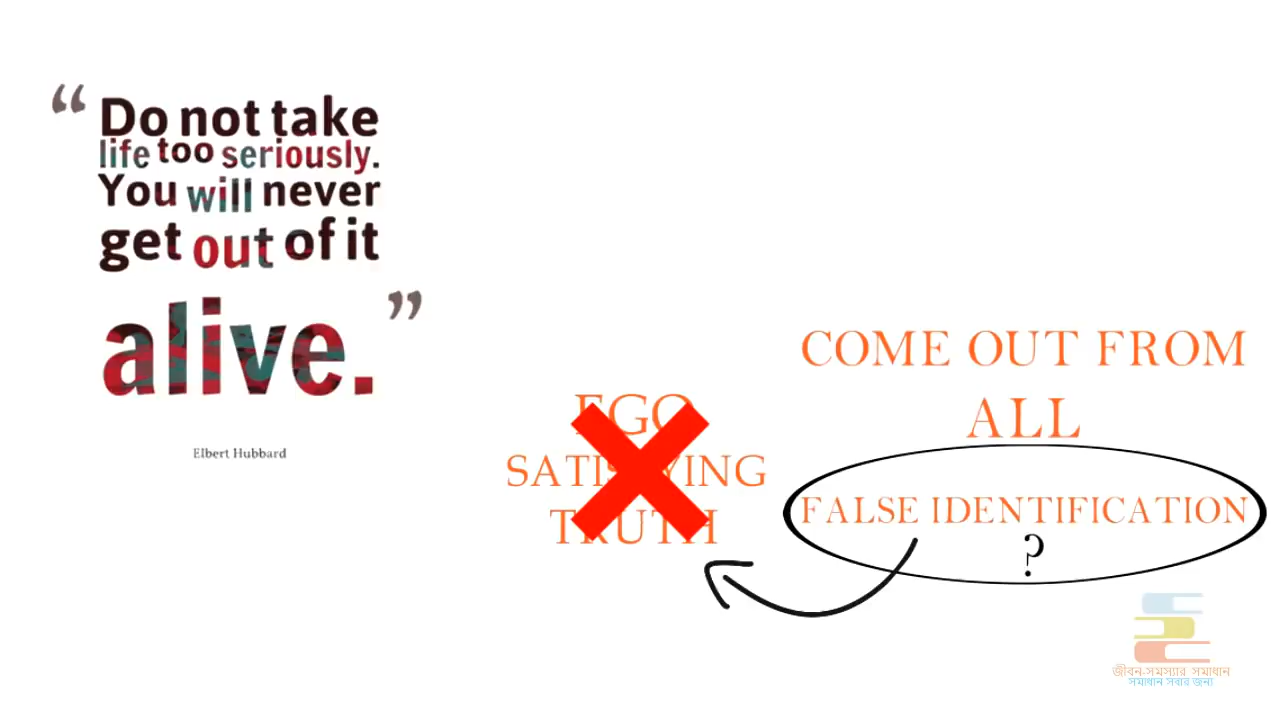 “ Do not take
life too seriously.
You will never
get out of it
alive. ”
Elbert Hubbard
EGO
SATISFYING
TRUTH
COME OUT FROM
ALL
FALSE IDENTIFICATION
?
জীবন-সমস্যার সমাধান
সমাধান সবার জন্য